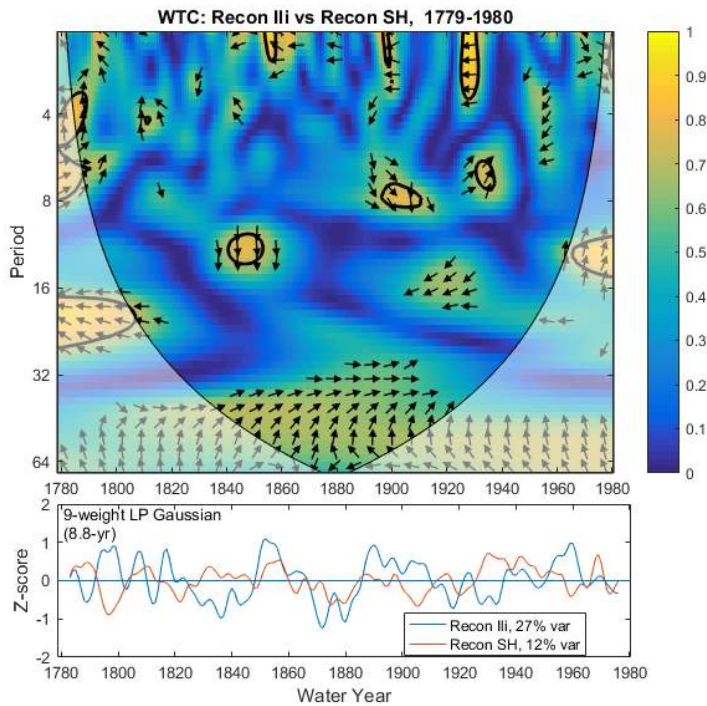 WTC: Recon Ili vs Recon SH, 1779-1980
Period
4
8
16
32
64
1780 1800 1820 1840 1860 1880 1900 1920 1940 1960 1980
1
0.9
0.8
0.7
0.6
0.5
0.4
0.3
0.2
0.1
0
Z-score
2
1
0
-1
-2
9-weight LP Gaussian
(8.8-yr)
Recon Ili, 27% var
Recon SH, 12% var
1780 1800 1820 1840 1860 1880 1900 1920 1940 1960 1980
Water Year